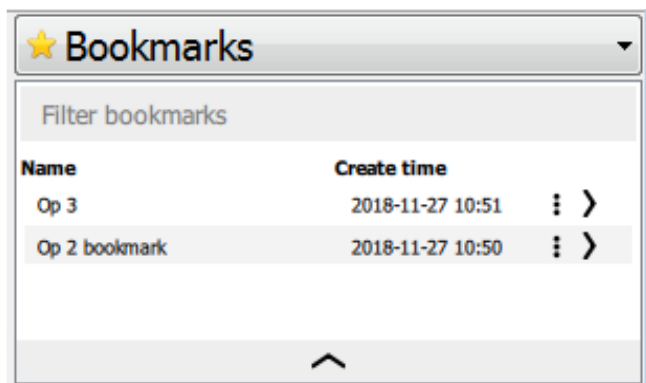 Bookmarks
Filter bookmarks
Name Create time
Op 3 2018-11-27 10:51
Op 2 bookmark 2018-11-27 10:50